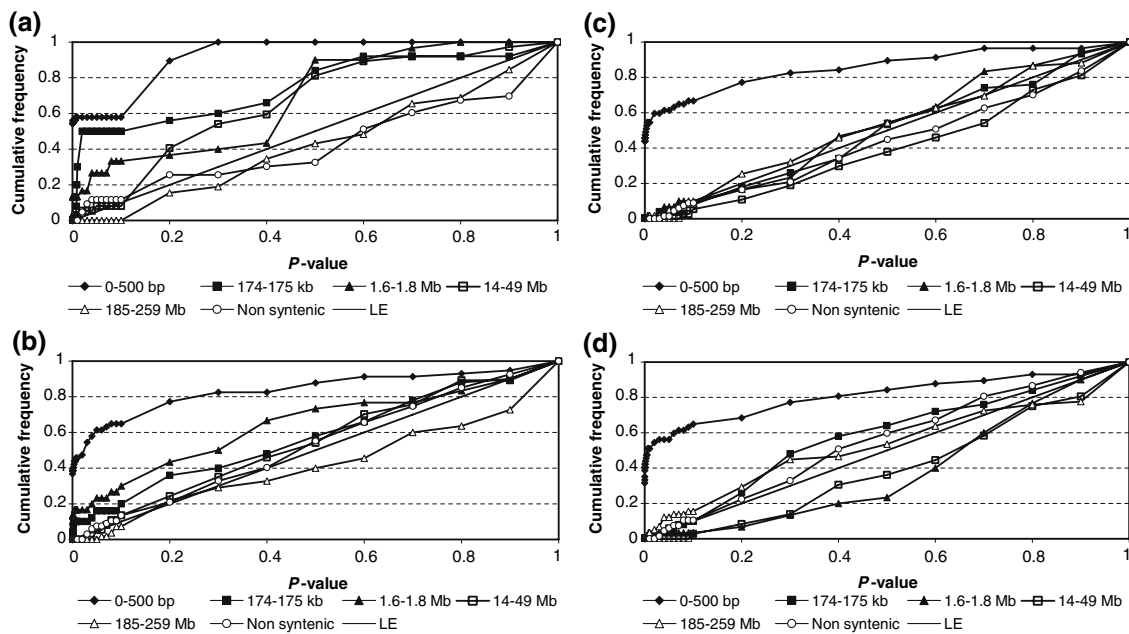 (a)
Cumulative frequency
1
0.8
0.6
0.4
0.2
0
0 0.2 0.4 0.6 0.8 1
P-value
0-500 bp 174-175 kb 1.6-1.8 Mb 14-49 Mb
185-259 Mb Non syntenic LE
(b)
Cumulative frequency
1
0.8
0.6
0.4
0.2
0
0 0.2 0.4 0.6 0.8 1
P-value
0-500 bp 174-175 kb 1.6-1.8 Mb 14-49 Mb
185-259 Mb Non syntenic LE
(c)
Cumulative frequency
1
0.8
0.6
0.4
0.2
0
0 0.2 0.4 0.6 0.8 1
P-value
0-500 bp 174-175 kb 1.6-1.8 Mb 14-49 Mb
185-259 Mb Non syntenic LE
(d)
Cumulative frequency
1
0.8
0.6
0.4
0.2
0
0 0.2 0.4 0.6 0.8 1
P-value
0-500 bp 174-175 kb 1.6-1.8 Mb 14-49 Mb
185-259 Mb Non syntenic LE